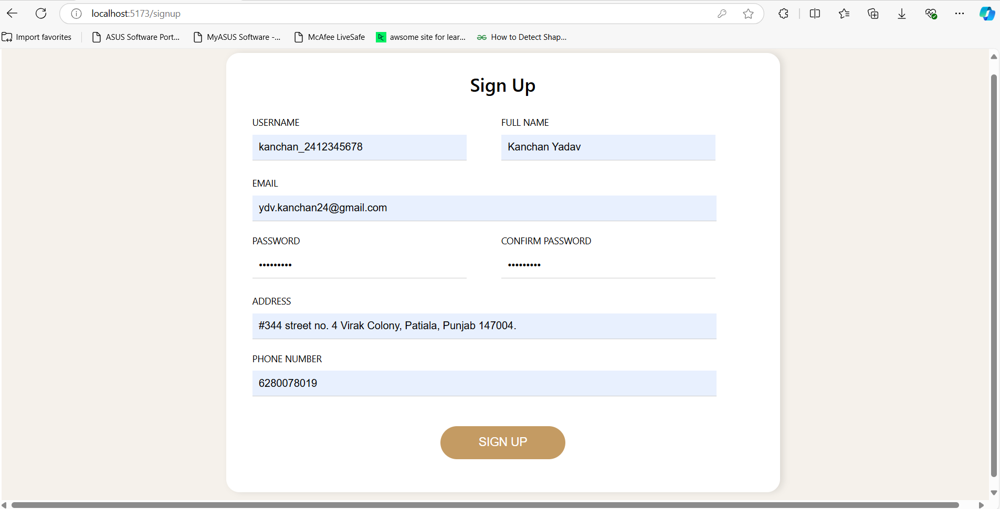 localhost:5173/signup
Import favorites
ASUS Software Port...
MyASUS Software -...
McAfee LiveSafe
awsome site for lear...
How to Detect Shap...
Sign Up
USERNAME FULL NAME
kanchan_2412345678 Kanchan Yadav
EMAIL
ydv.kanchan24@gmail.com
PASSWORD CONFIRM PASSWORD
••••••••• •••••••••
ADDRESS
#344 street no. 4 Virak Colony, Patiala, Punjab 147004.
PHONE NUMBER
6280078019
SIGN UP